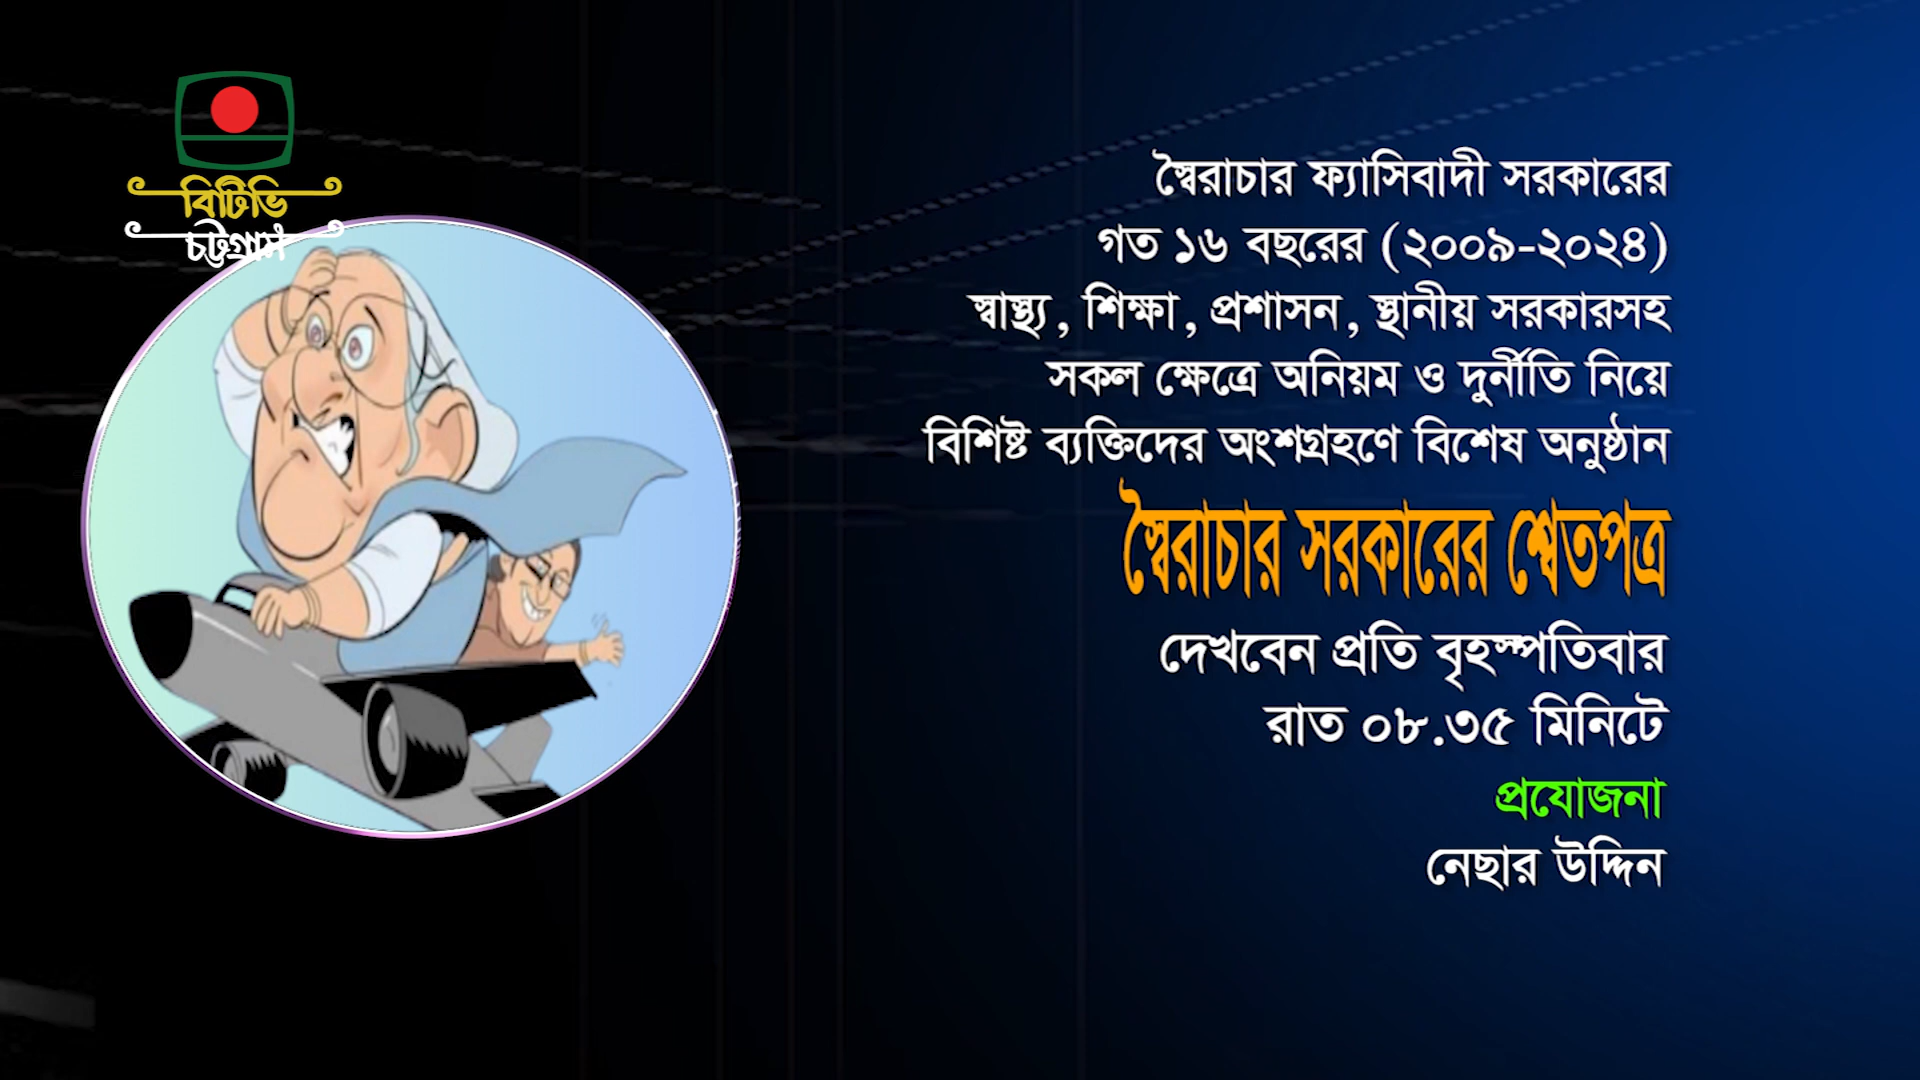 বিটিভি
চট্টগ্রাম
স্বৈরাচার ফ্যাসিবাদী সরকারের
গত ১৬ বছরের (২০০৯-২০২৪)
স্বাস্থ্য, শিক্ষা, প্রশাসন, স্থানীয় সরকারসহ
সকল ক্ষেত্রে অনিয়ম ও দুর্নীতি নিয়ে
বিশিষ্ট ব্যক্তিদের অংশগ্রহণে বিশেষ অনুষ্ঠান
স্বৈরাচার সরকারের শ্বেতপত্র
দেখবেন প্রতি বৃহস্পতিবার
রাত ০৮.৩৫ মিনিটে
প্রযোজনা
নেছার উদ্দিন